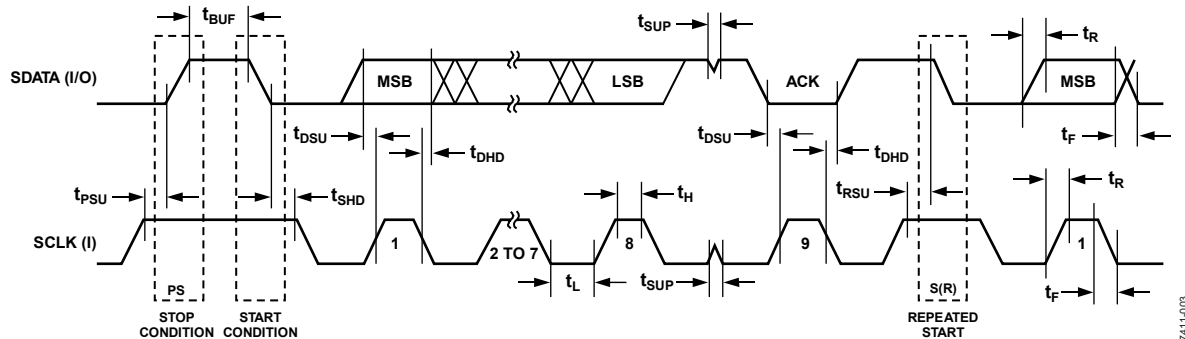 tBUF
tSUP
tR
SDATA (I/O)
MSB
LSB
ACK
MSB
tDSU
tDHD
tDSU
tDHD
tF
tPSU
tSHD
tH
tRSU
tR
SCLK (I)
1
2 TO 7
8
9
1
tL
tSUP
tF
PS
S(R)
STOP
CONDITION
START
CONDITION
REPEATED
START
7411-003